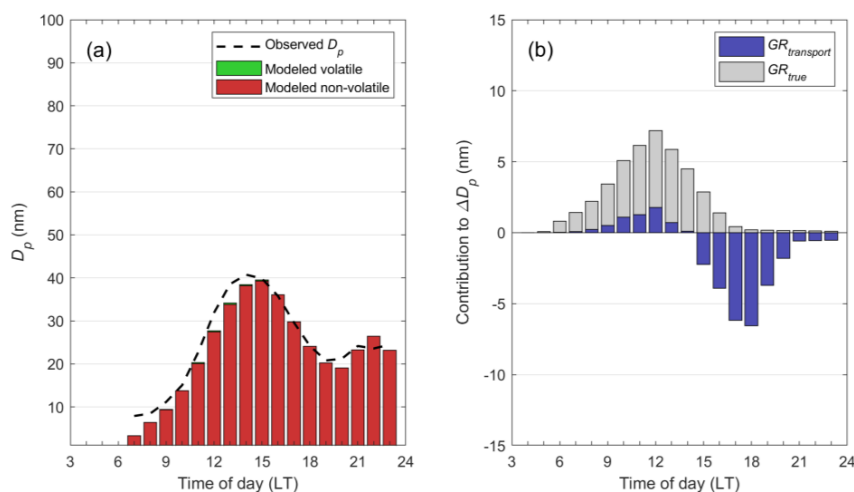 (a)
Observed Dp
Modeled volatile
Modeled non-volatile
100
90
80
70
60
50
40
30
20
10
Dp (nm)
3 6 9 12 15 18 21 24
Time of day (LT)
(b)
GRtransport
GRtrue
15
10
5
0
-5
-10
-15
Contribution to ΔDp (nm)
3 6 9 12 15 18 21 24
Time of day (LT)